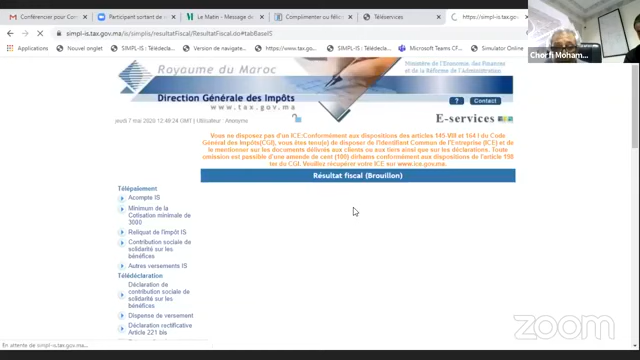 Conférencier pour Com
Participant sortant de
Le Matin - Message de
Complimenter ou félic
Téléservices
https://simpl-is.tax.gov
simpl-is.tax.gov.ma/is/simplis/resultatFiscal/ResultatFiscal.do#tabBaseIS
Applications
Nouvel onglet
SIMPL-IS : Télédécla
Version de navigate
https://www.tax.gov
SIMPL-IS : Télédécla
Microsoft Teams CF
Simulator Online
Chorfi Moham...
Royaume du Maroc
Ministère de l'Economie, des Finances
et de la Réforme de l'Administration
Direction Générale des Impôts
www.tax.gov.ma
?
Contact
jeudi 7 mai 2020 12:49:24 GMT | Utilisateur : Anonyme
E-services
Vous ne disposez pas d'un ICE:Conformément aux dispositions des articles 145-VIII et 164 I du Code
Général des Impôts(CGI), vous êtes tenu(s) de disposer de l'Identifiant Commun de l'Entreprise (ICE) et de
le mentionner sur les documents délivrés aux clients ou aux tiers ainsi que sur les déclarations. Toute
omission est passible d'une amende de cent (100) dirhams conformément aux dispositions de l'article 198
ter du CGI. Veuillez récupérer votre ICE sur www.ice.gov.ma.
Résultat fiscal (Brouillon)
Télépaiement
Acompte IS
Minimum de la
Cotisation minimale de
3000
Reliquat de l'impôt IS
Contribution sociale de
solidarité sur les
bénéfices
Autres versements IS
Télédéclaration
Déclaration de
contribution sociale de
solidarité sur les
bénéfices
Dispense de versement
Déclaration rectificative
Article 221 bis
En attente de simpl-is.tax.gov.ma...
zoom